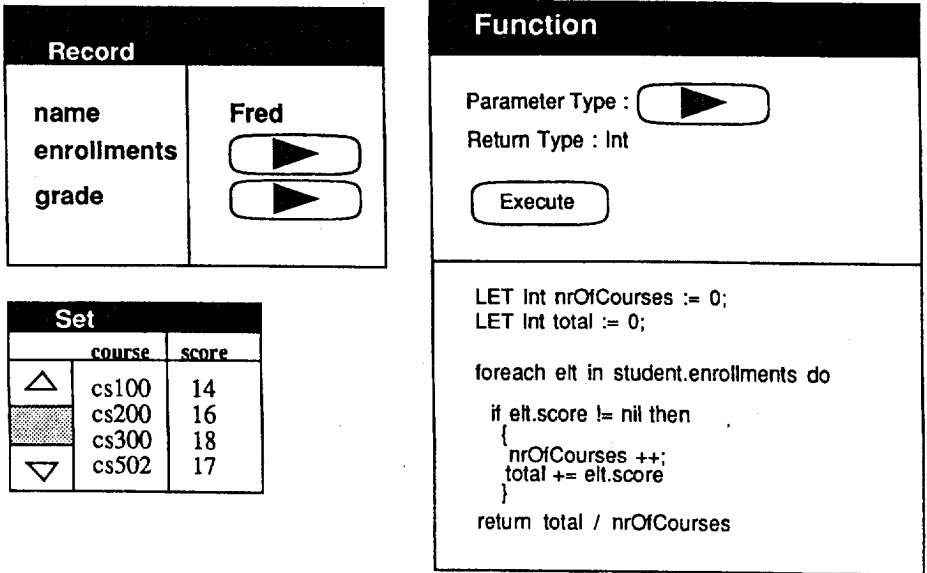 Record
name Fred
enrollments
grade
Set
course score
cs100 14
cs200 16
cs300 18
cs502 17
Function
Parameter Type :
Return Type : Int
Execute
LET Int nrOfCourses := 0;
LET Int total := 0;
foreach elt in student.enrollments do
if elt.score != nil then
{
nrOfCourses ++;
total += elt.score
}
return total / nrOfCourses